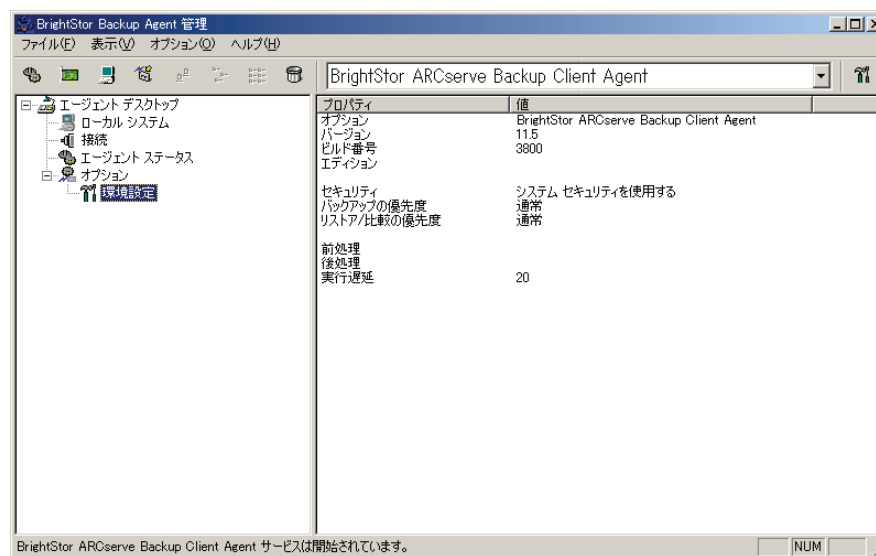 BrightStor Backup Agent 管理
ファイル(F) 表示(V) オプション(O) ヘルプ(H)
BrightStor ARCserve Backup Client Agent
エージェント デスクトップ
ローカル システム
接続
エージェント ステータス
オプション
環境設定
プロパティ 値
オプション BrightStor ARCserve Backup Client Agent
バージョン 11.5
ビルド番号 3800
エディション
セキュリティ システム セキュリティを使用する
バックアップの優先度 通常
リストア/比較の優先度 通常
前処理
後処理
実行遅延 20
BrightStor ARCserve Backup Client Agent サービスは開始されています。 NUM